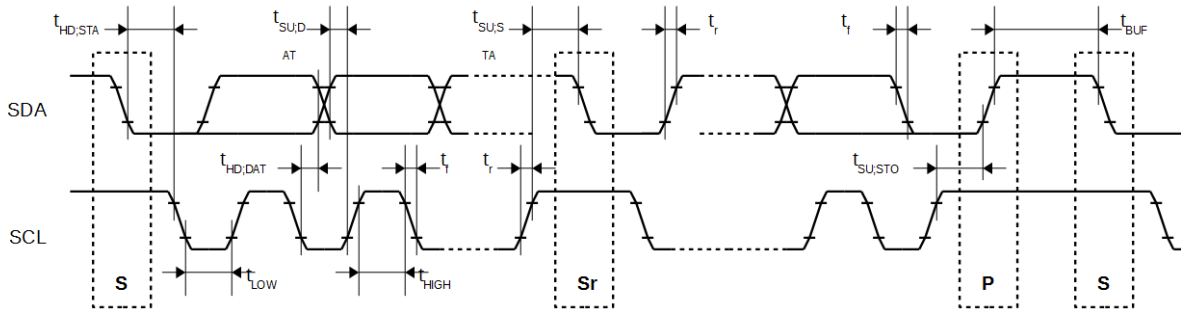 tHD;STA
tSU;D
AT
tSU;S
TA
tr
tf
tBUF
SDA
tHD;DAT
tf
tr
tSU;STO
SCL
tLOW
tHIGH
S
Sr
P
S